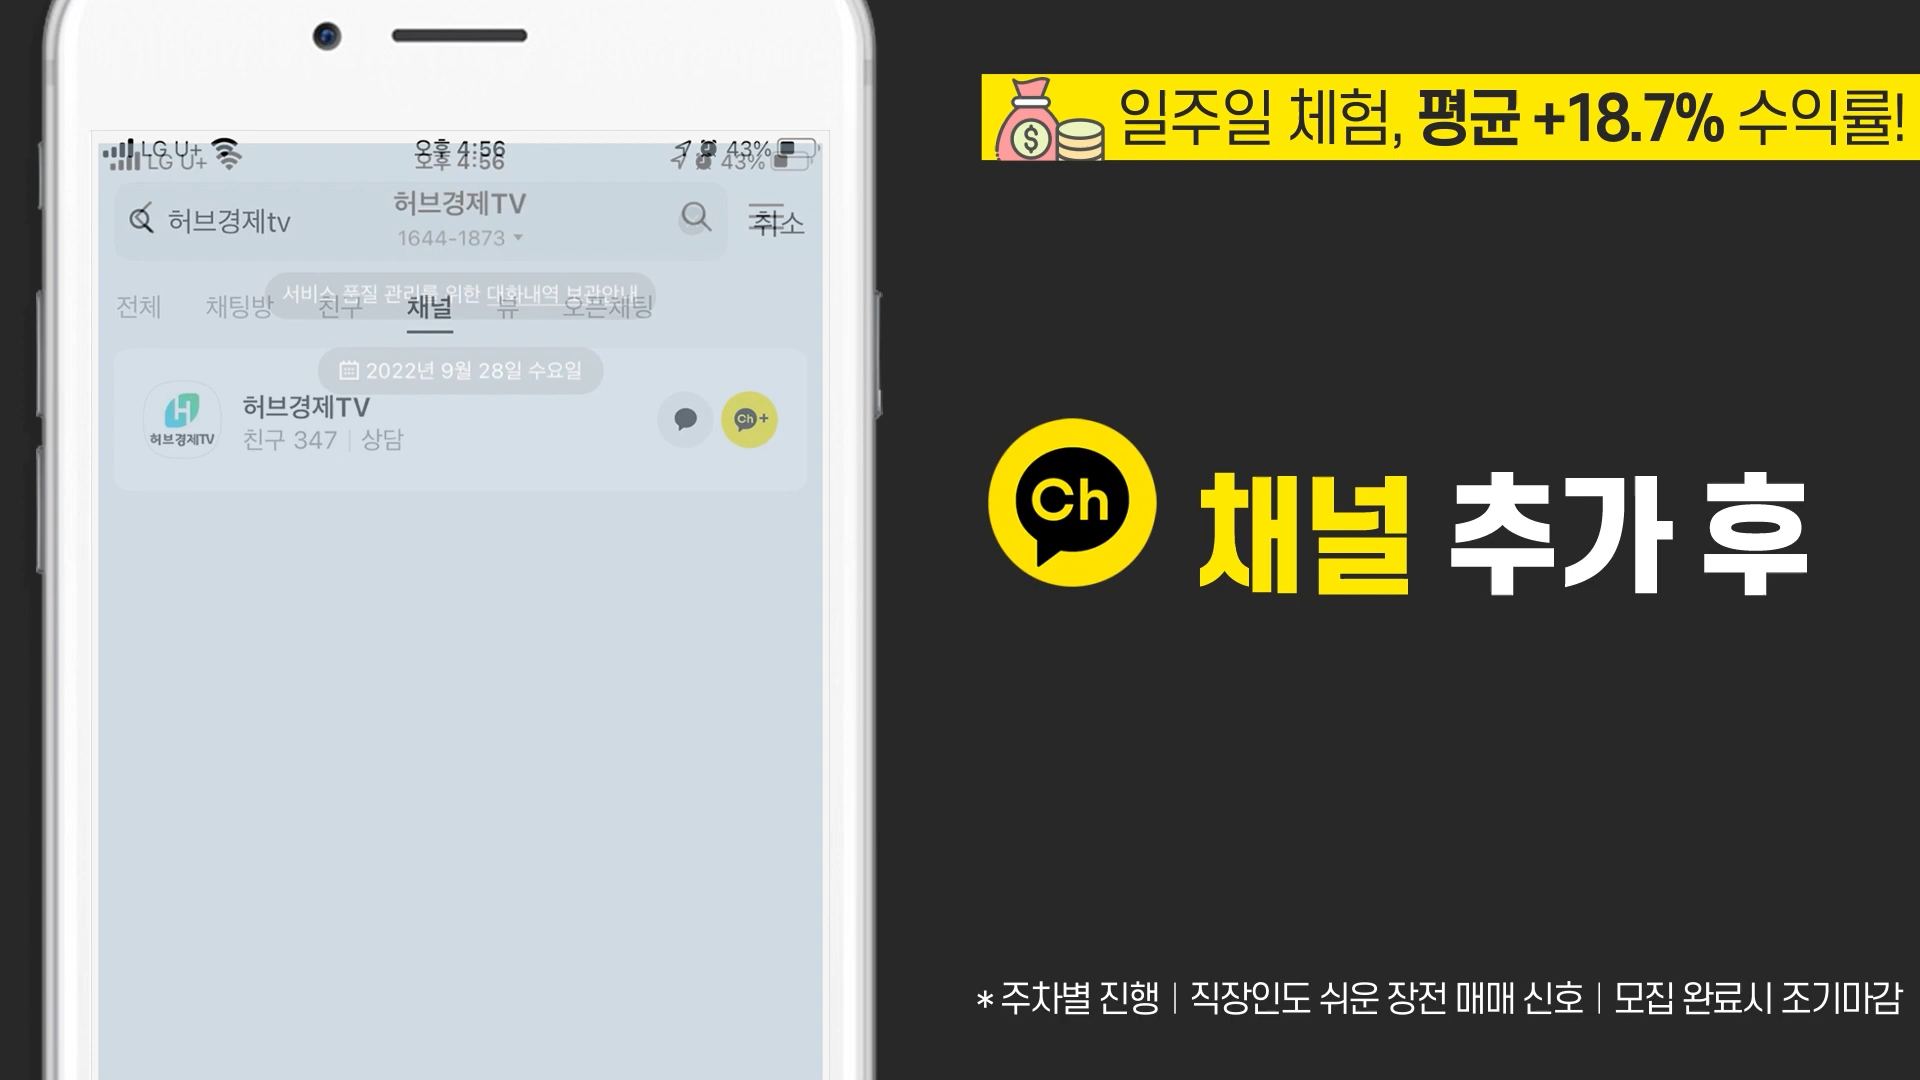 LG U+
오후 4:56
43%
LG U+
오후 4:56
43%
허브경제tv
허브경제TV
취소
1644-1873
서비스 품질 관리를 위한 대화내역 보관안내
전체 채팅방 친구 채널 뷰 오픈채팅
2022년 9월 28일 수요일
허브경제TV
허브경제TV
친구 347 | 상담
Ch+
일주일 체험, 평균 +18.7% 수익률!
Ch
채널 추가 후
* 주차별 진행 | 직장인도 쉬운 장전 매매 신호 | 모집 완료시 조기마감